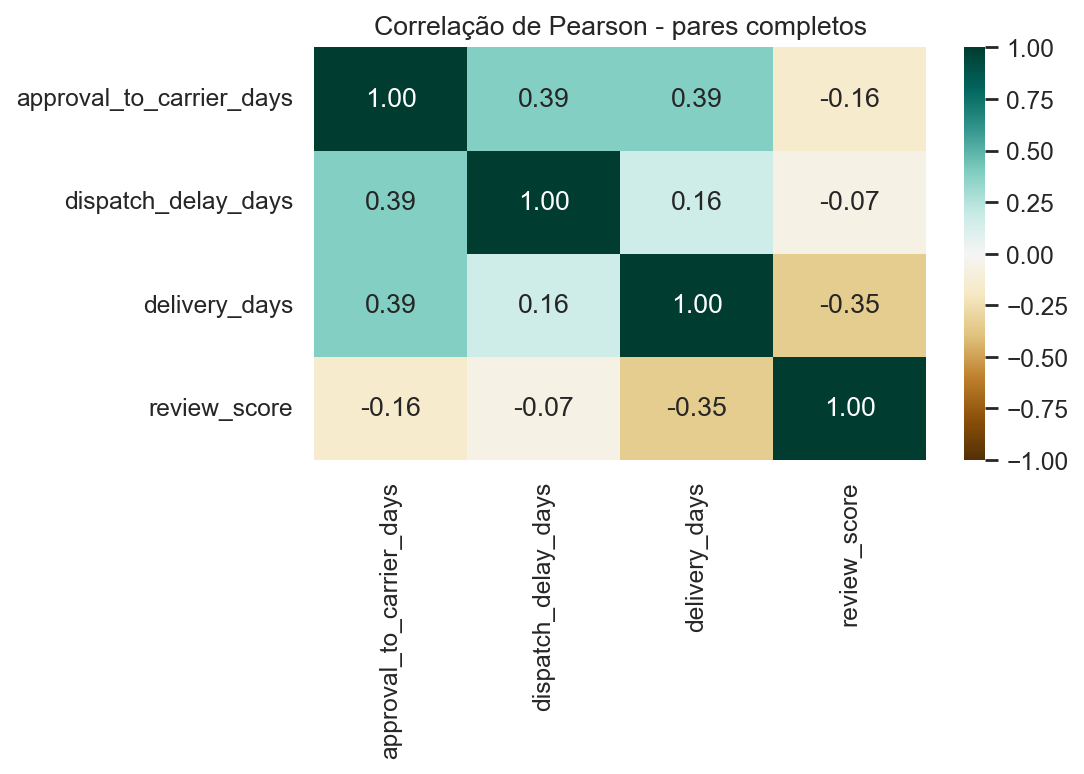 Correlação de Pearson - pares completos
approval_to_carrier_days
1.00
0.39
0.39
-0.16
dispatch_delay_days
0.39
1.00
0.16
-0.07
delivery_days
0.39
0.16
1.00
-0.35
review_score
-0.16
-0.07
-0.35
1.00
approval_to_carrier_days
dispatch_delay_days
delivery_days
review_score
1.00
0.75
0.50
0.25
0.00
−0.25
−0.50
−0.75
−1.00